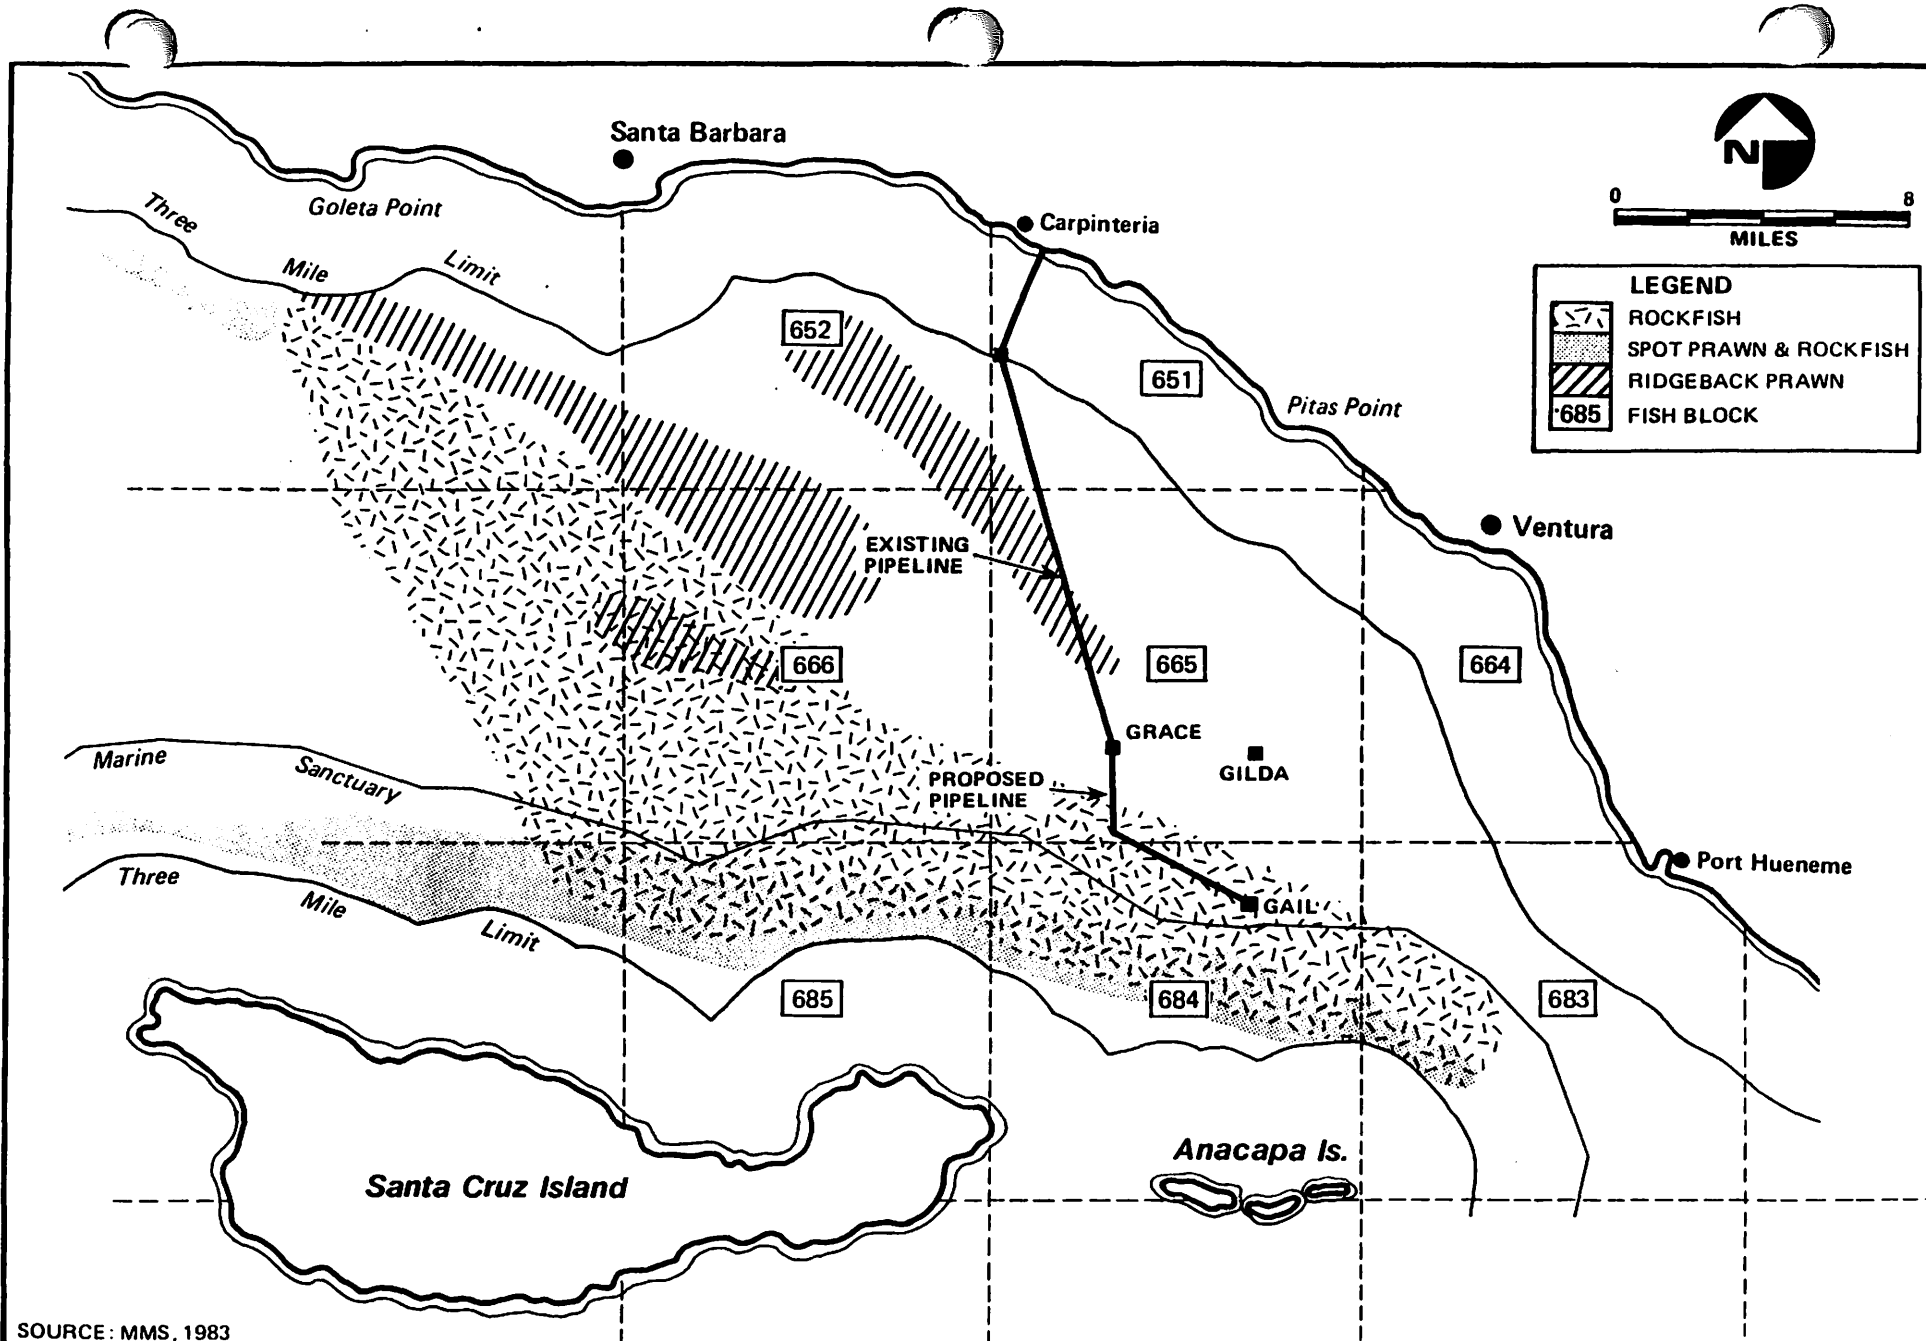 Santa Barbara
N
0 8
MILES
Goleta Point
Carpinteria
Three
Mile
Limit
LEGEND
ROCKFISH
SPOT PRAWN & ROCKFISH
RIDGEBACK PRAWN
685 FISH BLOCK
652
651
Pitas Point
Ventura
EXISTING
PIPELINE
666
665
664
GRACE
GILDA
Marine
Sanctuary
PROPOSED
PIPELINE
Port Hueneme
Three
Mile
Limit
GAIL
685
684
683
Anacapa Is.
Santa Cruz Island
SOURCE: MMS, 1983